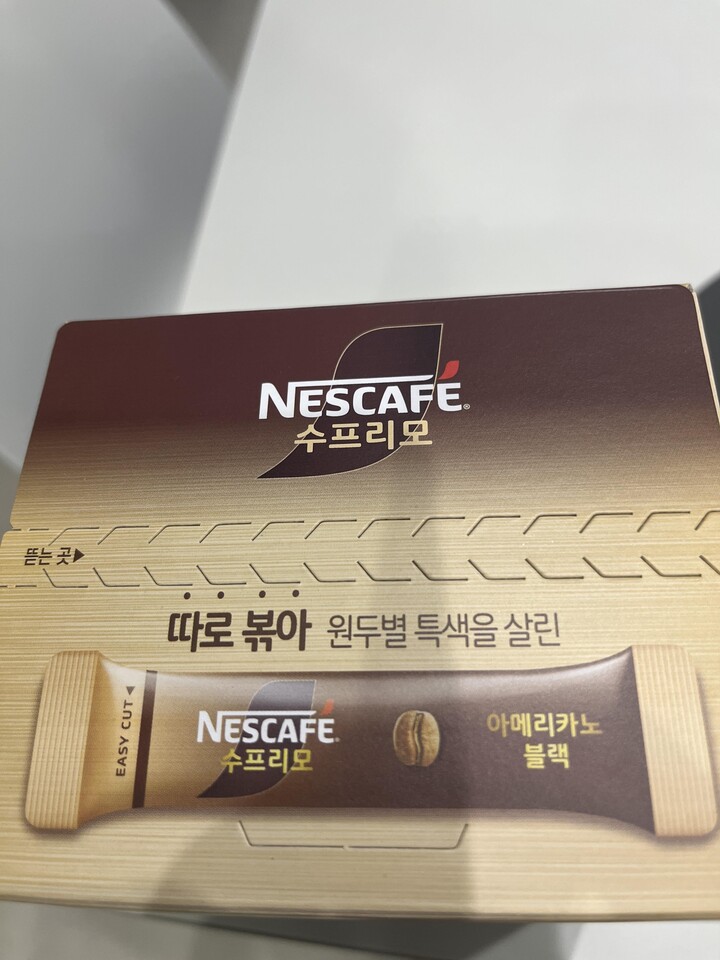 NESCAFÉ®
수프리모
뜯는 곳▶
따로 볶아 원두별 특색을 살린
EASY CUT◀
NESCAFÉ®
수프리모
아메리카노
블랙